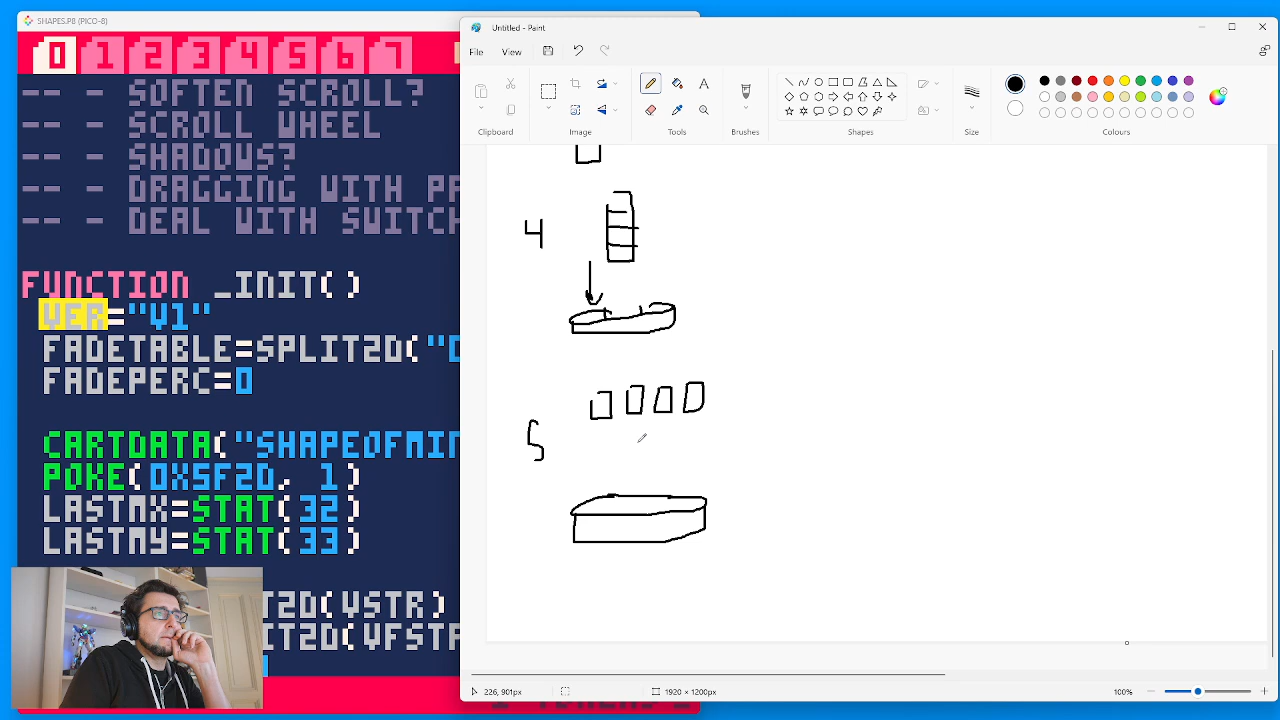 SHAPES.P8 (PICO-8)
0 1 2 3 4 5 6 7
-- - SOFTEN SCROLL?
-- - SCROLL WHEEL
-- - SHADOWS?
-- - DRAGGING WITH PA
-- - DEAL WITH SWITCH
FUNCTION _INIT()
VER="V1"
FADETABLE=SPLIT2D("0
FADEPERC=0
CARTDATA("SHAPEOFMIN
POKE(0X5F2D, 1)
LASTMX=STAT(32)
LASTMY=STAT(33)
IT2D(VSTR)
IT2D(VFSTR
Untitled - Paint
File View
A
Clipboard Image Tools Brushes Shapes Size Colours
4
5
226, 901px 1920 × 1200px 100%